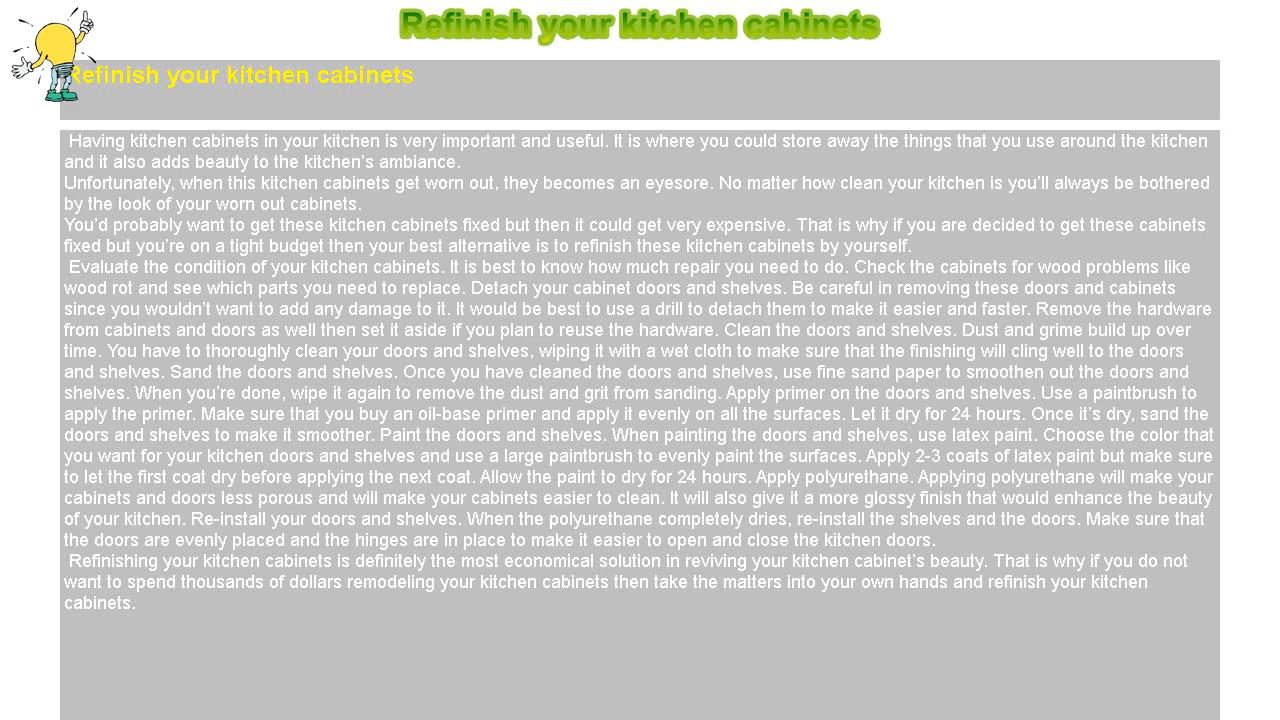 Refinish your kitchen cabinets
Refinish your kitchen cabinets
Having kitchen cabinets in your kitchen is very important and useful. It is where you could store away the things that you use around the kitchen
and it also adds beauty to the kitchen's ambiance.
Unfortunately, when this kitchen cabinets get worn out, they becomes an eyesore. No matter how clean your kitchen is you'll always be bothered
by the look of your worn out cabinets.
You'd probably want to get these kitchen cabinets fixed but then it could get very expensive. That is why if you are decided to get these cabinets
fixed but you're on a tight budget then your best alternative is to refinish these kitchen cabinets by yourself.
Evaluate the condition of your kitchen cabinets. It is best to know how much repair you need to do. Check the cabinets for wood problems like
wood rot and see which parts you need to replace. Detach your cabinet doors and shelves. Be careful in removing these doors and cabinets
since you wouldn't want to add any damage to it. It would be best to use a drill to detach them to make it easier and faster. Remove the hardware
from cabinets and doors as well then set it aside if you plan to reuse the hardware. Clean the doors and shelves. Dust and grime build up over
time. You have to thoroughly clean your doors and shelves, wiping it with a wet cloth to make sure that the finishing will cling well to the doors
and shelves. Sand the doors and shelves. Once you have cleaned the doors and shelves, use fine sand paper to smoothen out the doors and
shelves. When you're done, wipe it again to remove the dust and grit from sanding. Apply primer on the doors and shelves. Use a paintbrush to
apply the primer. Make sure that you buy an oil-base primer and apply it evenly on all the surfaces. Let it dry for 24 hours. Once it's dry, sand the
doors and shelves to make it smoother. Paint the doors and shelves. When painting the doors and shelves, use latex paint. Choose the color that
you want for your kitchen doors and shelves and use a large paintbrush to evenly paint the surfaces. Apply 2-3 coats of latex paint but make sure
to let the first coat dry before applying the next coat. Allow the paint to dry for 24 hours. Apply polyurethane. Applying polyurethane will make your
cabinets and doors less porous and will make your cabinets easier to clean. It will also give it a more glossy finish that would enhance the beauty
of your kitchen. Re-install your doors and shelves. When the polyurethane completely dries, re-install the shelves and the doors. Make sure that
the doors are evenly placed and the hinges are in place to make it easier to open and close the kitchen doors.
Refinishing your kitchen cabinets is definitely the most economical solution in reviving your kitchen cabinet's beauty. That is why if you do not
want to spend thousands of dollars remodeling your kitchen cabinets then take the matters into your own hands and refinish your kitchen
cabinets.